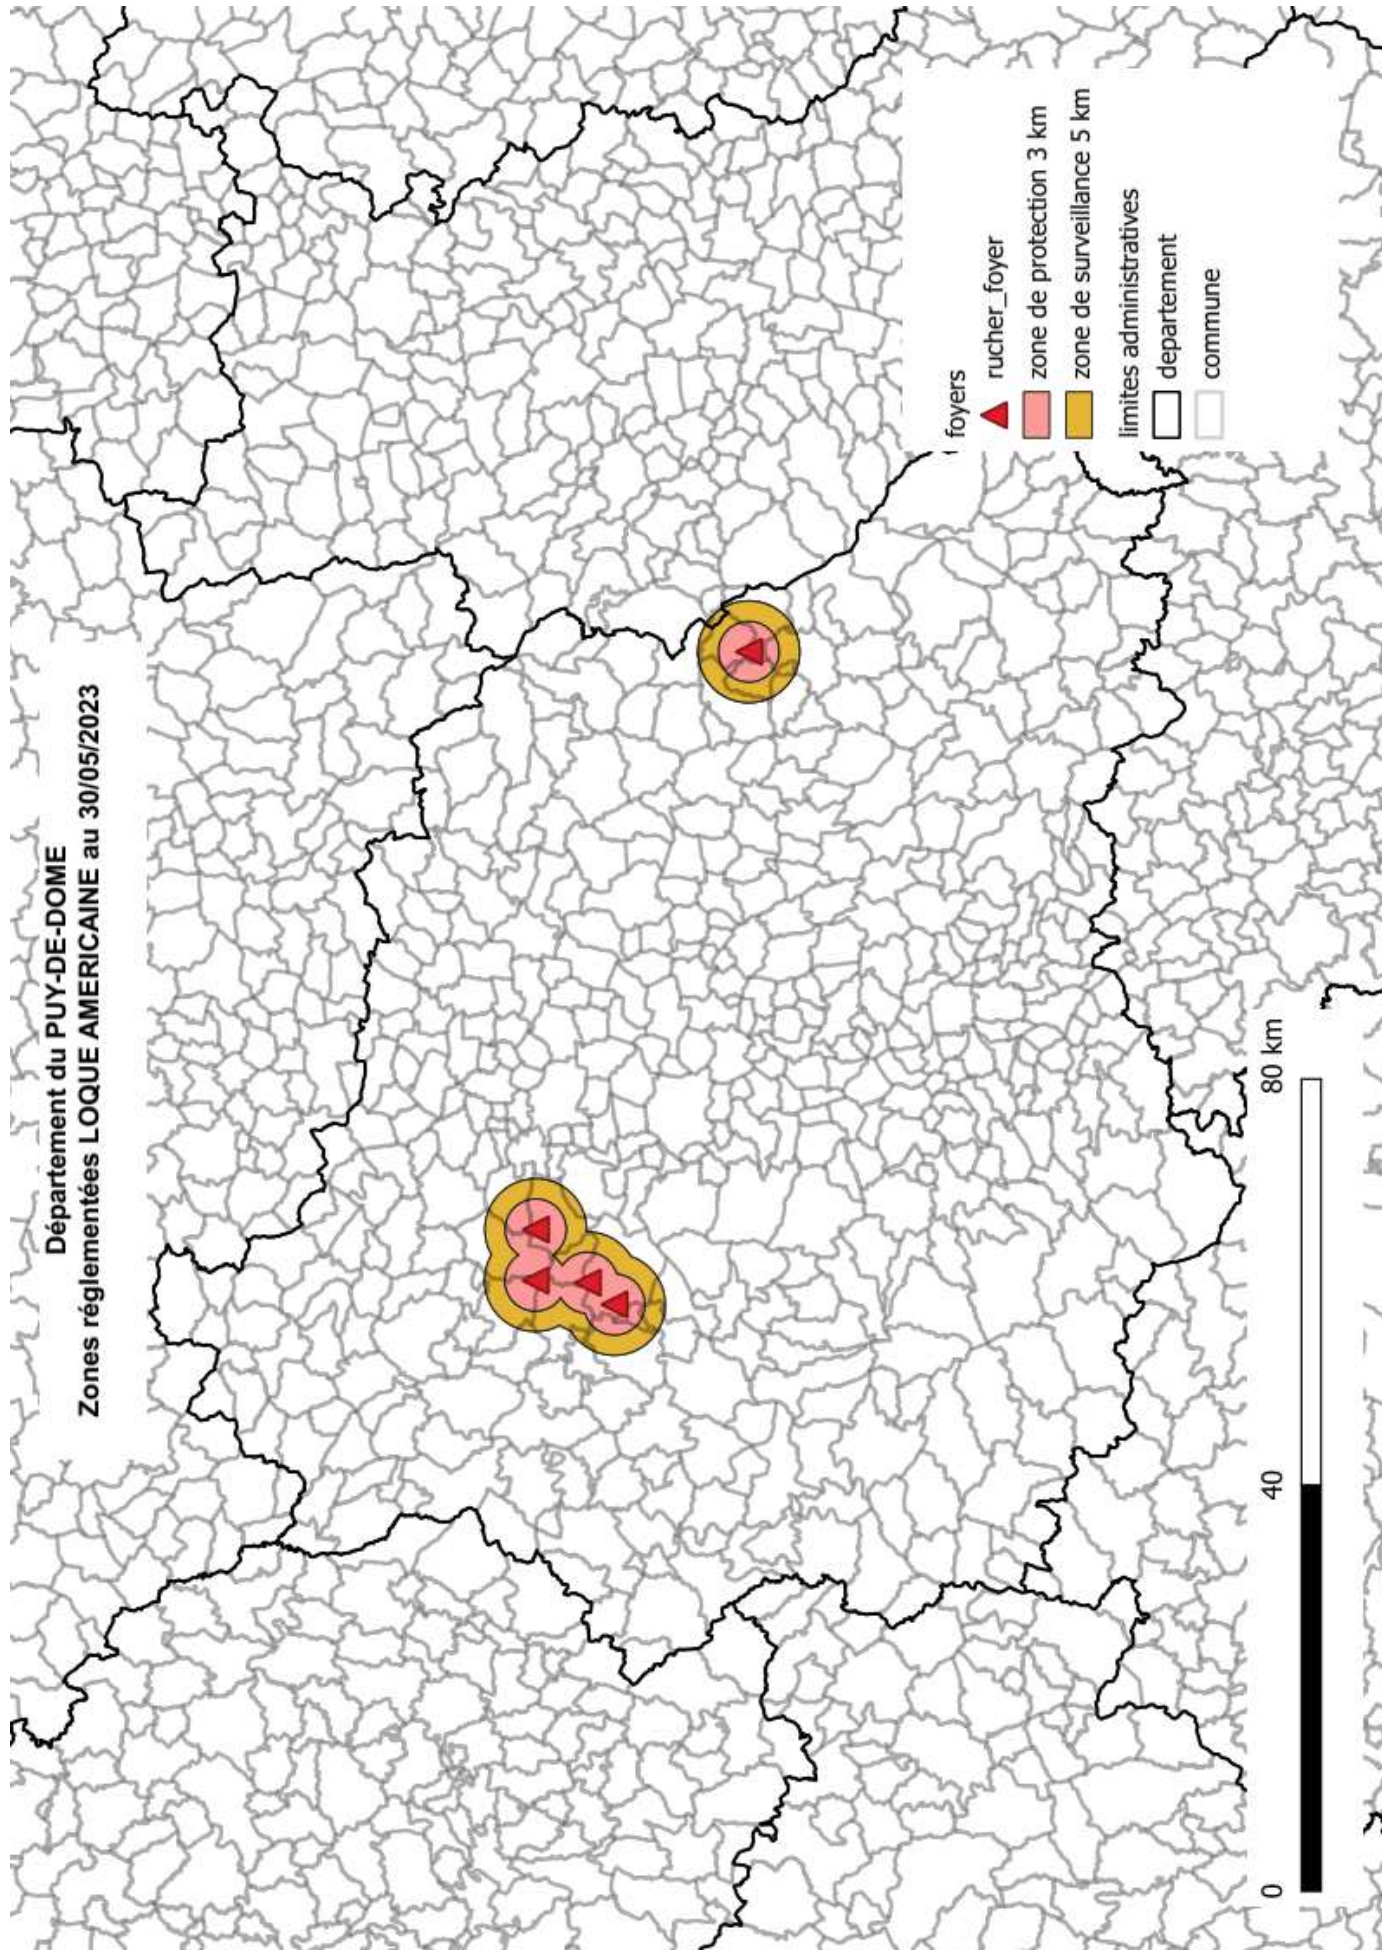 Département du PUY-DE-DOME
Zones réglementées LOQUE AMERICAINE au 30/05/2023
foyers
rucher_foyer
zone de protection 3 km
zone de surveillance 5 km
limites administratives
departement
commune
0 40 80 km